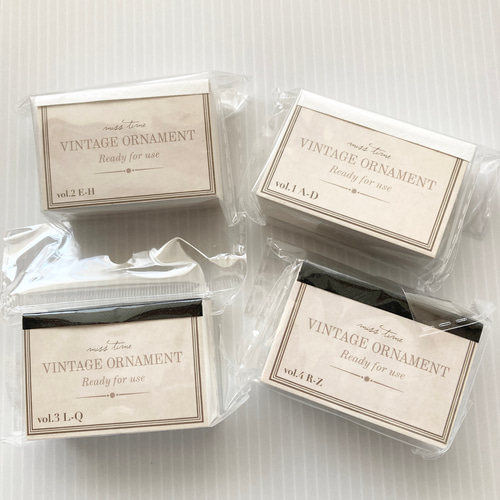 miss time
VINTAGE ORNAMENT
Ready for use
vol.2 E-H
miss time
VINTAGE ORNAMENT
Ready for use
vol.1 A-D
miss time
VINTAGE ORNAMENT
Ready for use
vol.3 L-Q
miss time
VINTAGE ORNAMENT
Ready for use
vol.4 R-Z